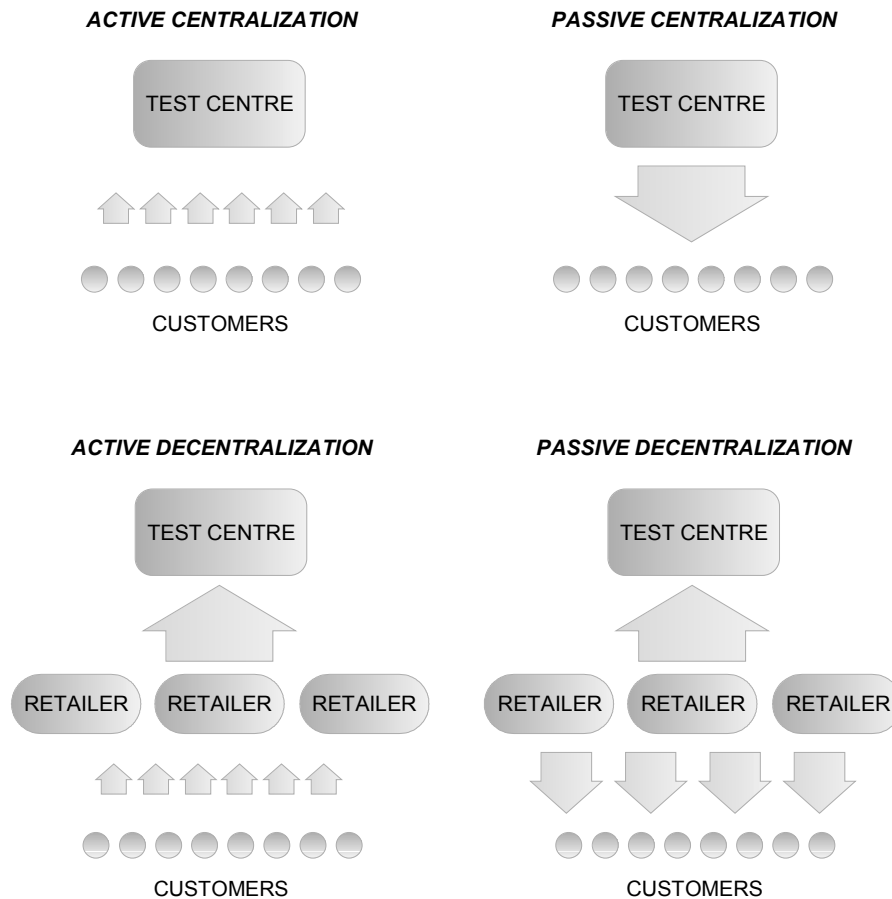 ACTIVE CENTRALIZATION
PASSIVE CENTRALIZATION
TEST CENTRE
TEST CENTRE
CUSTOMERS
CUSTOMERS
ACTIVE DECENTRALIZATION
PASSIVE DECENTRALIZATION
TEST CENTRE
TEST CENTRE
RETAILER
RETAILER
RETAILER
RETAILER
RETAILER
RETAILER
CUSTOMERS
CUSTOMERS